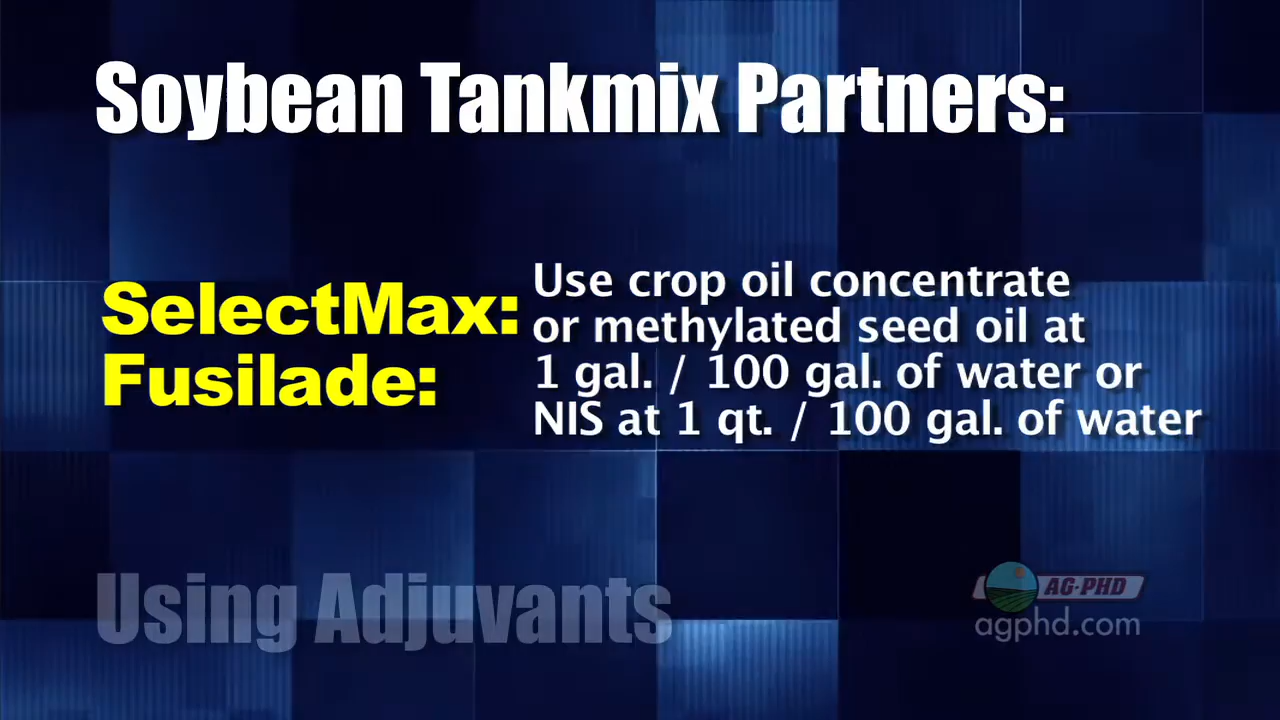 Soybean Tankmix Partners:
SelectMax:
Fusilade:
Use crop oil concentrate
or methylated seed oil at
1 gal. / 100 gal. of water or
NIS at 1 qt. / 100 gal. of water
Using Adjuvants
AG·PHD
agphd.com